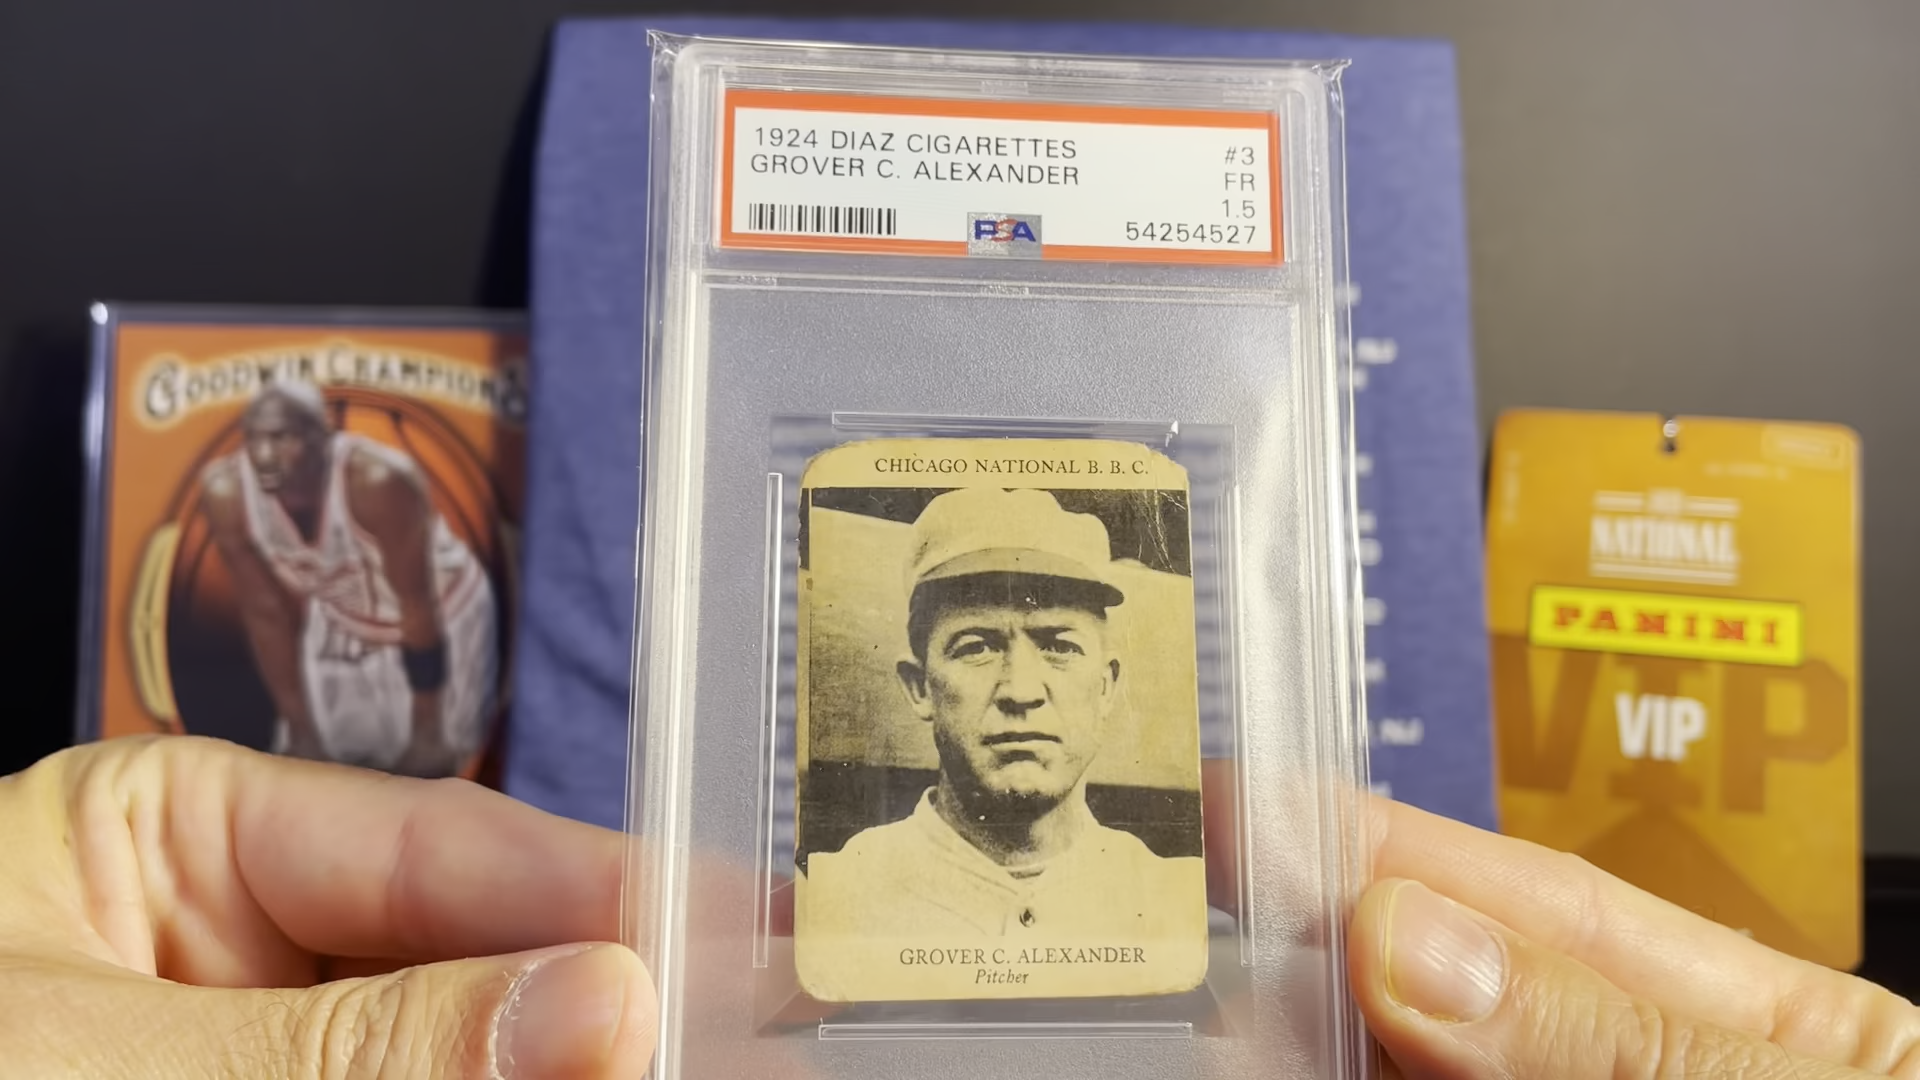 1924 DIAZ CIGARETTES
GROVER C. ALEXANDER
#3
FR
1.5
54254527
PSA
CHICAGO NATIONAL B. B. C.
GROVER C. ALEXANDER
Pitcher
GOODWIN CHAMPIONS
NATIONAL
PANINI
VIP
VIP